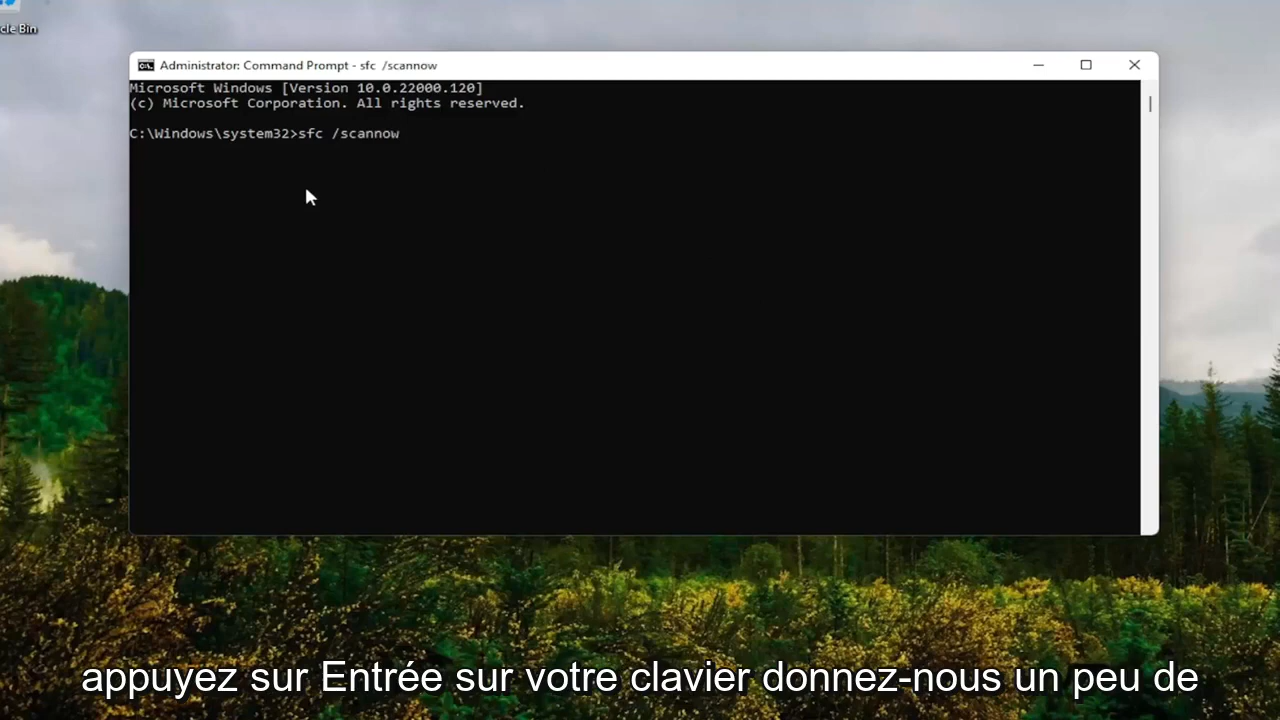 cle Bin
Administrator: Command Prompt - sfc /scannow
Microsoft Windows [Version 10.0.22000.120]
(c) Microsoft Corporation. All rights reserved.
C:\Windows\system32>sfc /scannow
appuyez sur Entrée sur votre clavier donnez-nous un peu de